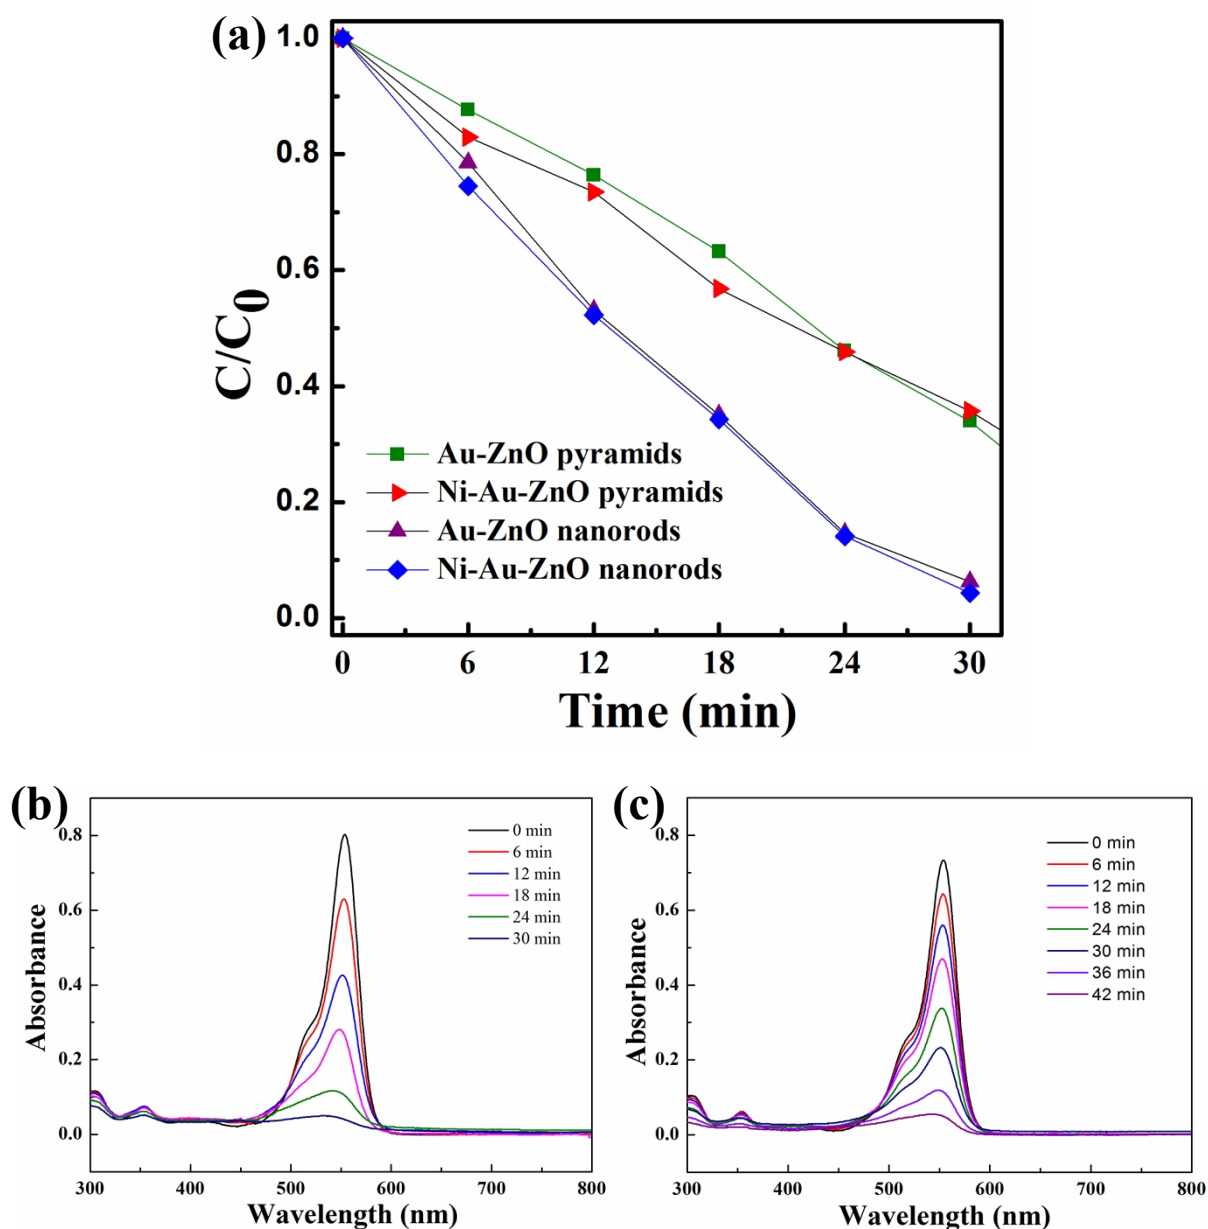 (a)
1.0
0.8
0.6
0.4
0.2
0.0
C/C0
Au-ZnO pyramids
Ni-Au-ZnO pyramids
Au-ZnO nanorods
Ni-Au-ZnO nanorods
0 6 12 18 24 30
Time (min)
(b)
0.8
0.6
0.4
0.2
0.0
Absorbance
0 min
6 min
12 min
18 min
24 min
30 min
300 400 500 600 700 800
Wavelength (nm)
(c)
0.8
0.6
0.4
0.2
0.0
Absorbance
0 min
6 min
12 min
18 min
24 min
30 min
36 min
42 min
300 400 500 600 700 800
Wavelength (nm)